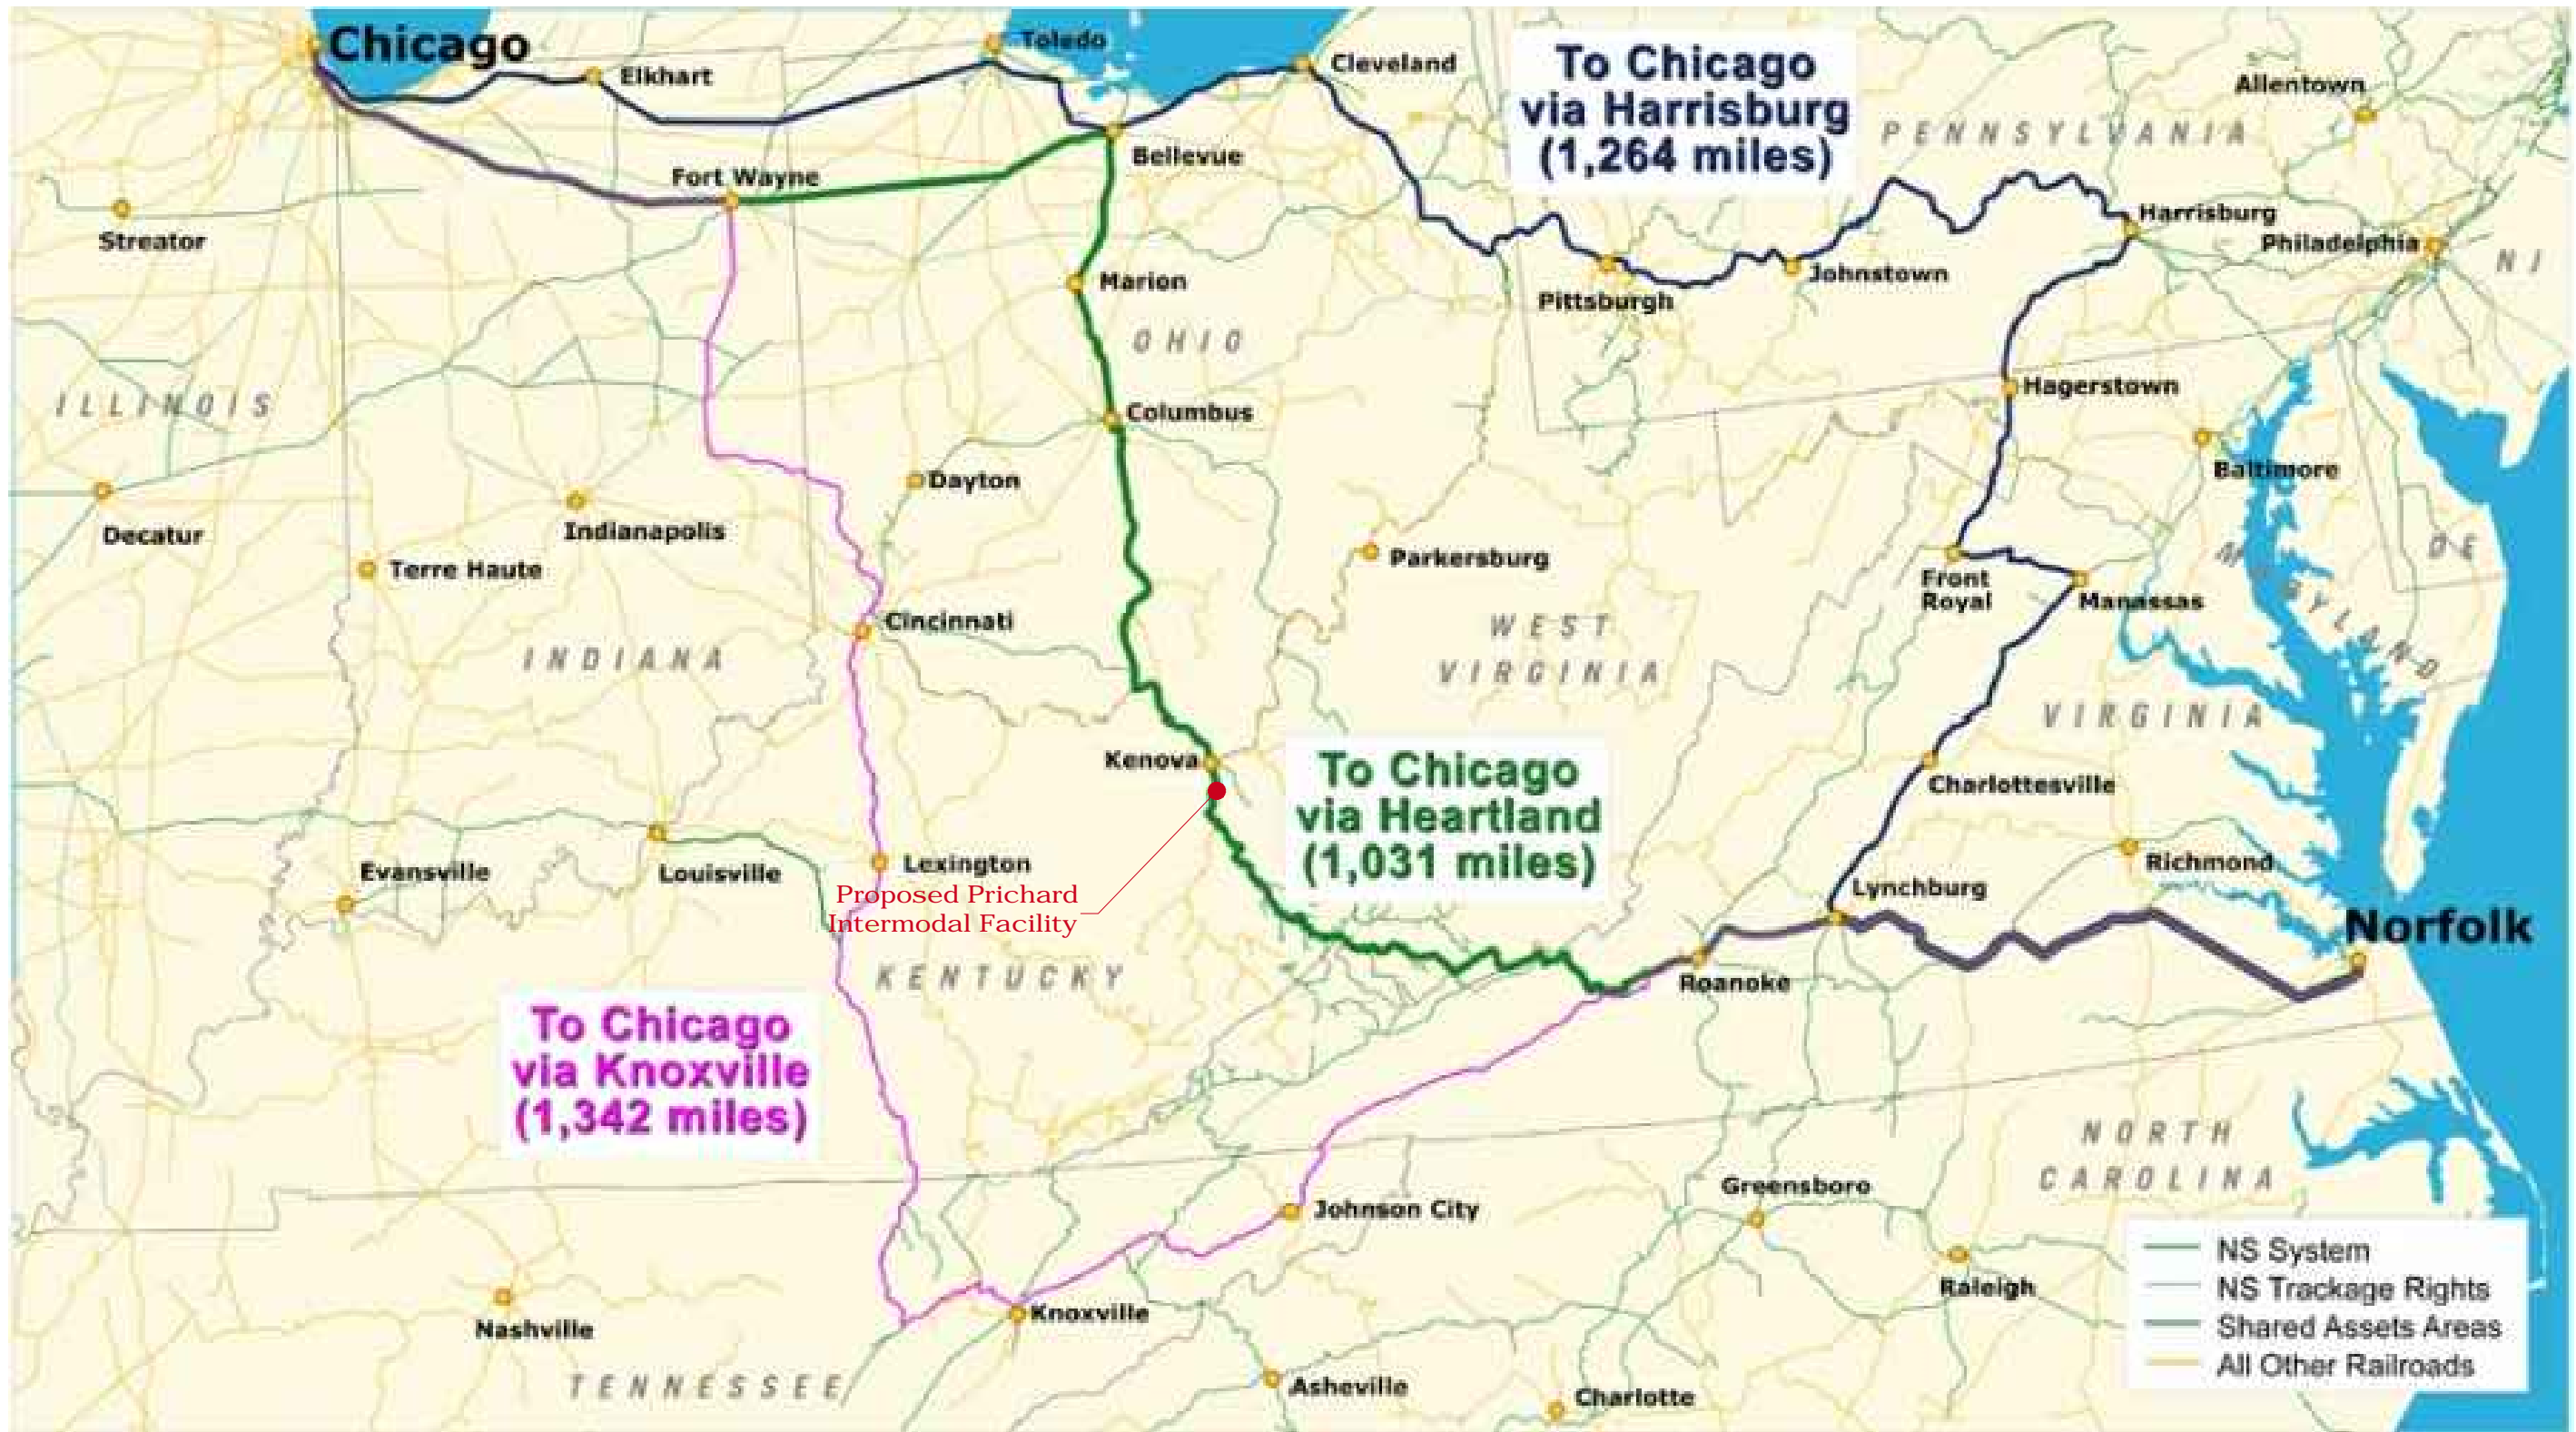 Chicago
Toledo
Elkhart
Cleveland
To Chicago
via Harrisburg
(1,264 miles)
Allentown
PENNSYLVANIA
Bellevue
Fort Wayne
Streator
Harrisburg
Philadelphia
NJ
Marion
Johnstown
Pittsburgh
OHIO
Hagerstown
ILLINOIS
Columbus
Baltimore
Dayton
Decatur
Indianapolis
Terre Haute
Parkersburg
DE
MARYLAND
Front
Royal
Manassas
Cincinnati
WEST
VIRGINIA
INDIANA
VIRGINIA
Kenova
To Chicago
via Heartland
(1,031 miles)
Charlottesville
Evansville
Louisville
Lexington
Richmond
Proposed Prichard
Intermodal Facility
Lynchburg
Norfolk
KENTUCKY
Roanoke
To Chicago
via Knoxville
(1,342 miles)
NORTH
CAROLINA
Greensboro
Johnson City
Raleigh
Knoxville
Nashville
TENNESSEE
Asheville
Charlotte
NS System
NS Trackage Rights
Shared Assets Areas
All Other Railroads